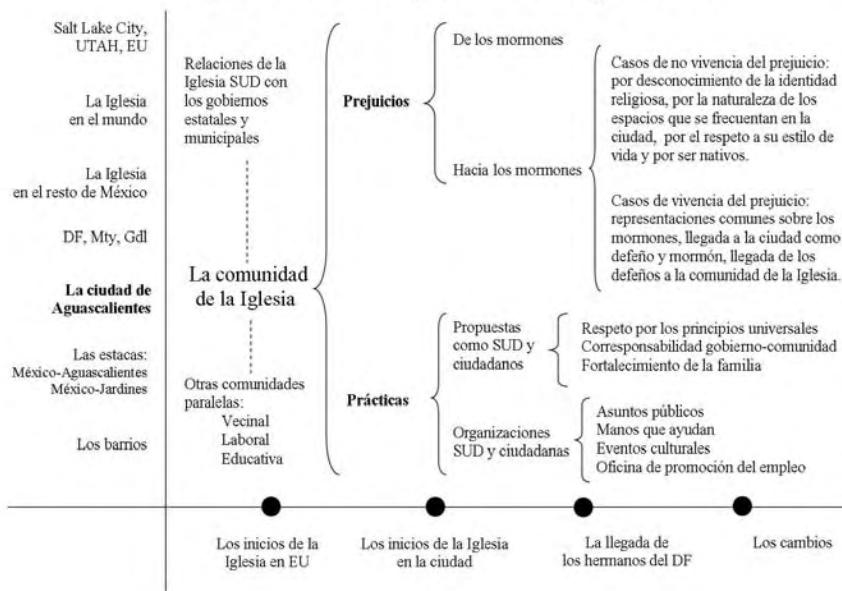 Salt Lake City,
UTAH, EU
La Iglesia
en el mundo
La Iglesia
en el resto de México
DF, Mty, Gdl
La ciudad de
Aguascalientes
Las estacas:
México-Aguascalientes
México-Jardines
Los barrios
Relaciones de la
Iglesia SUD con
los gobiernos
estatales y
municipales
La comunidad
de la Iglesia
Otras comunidades
paralelas:
Vecinal
Laboral
Educativa
Prejuicios
De los mormones
Hacia los mormones
Casos de no vivencia del prejuicio:
por desconocimiento de la identidad
religiosa, por la naturaleza de los
espacios que se frecuentan en la
ciudad, por el respeto a su estilo de
vida y por ser nativos.
Casos de vivencia del prejuicio:
representaciones comunes sobre los
mormones, llegada a la ciudad como
defeño y mormón, llegada de los
defeños a la comunidad de la Iglesia.
Prácticas
Propuestas
como SUD y
ciudadanos
Respeto por los principios universales
Corresponsabilidad gobierno-comunidad
Fortalecimiento de la familia
Organizaciones
SUD y ciudadanas
Asuntos públicos
Manos que ayudan
Eventos culturales
Oficina de promoción del empleo
Los inicios de la
Iglesia en EU
Los inicios de la Iglesia
en la ciudad
La llegada de
los hermanos del DF
Los cambios